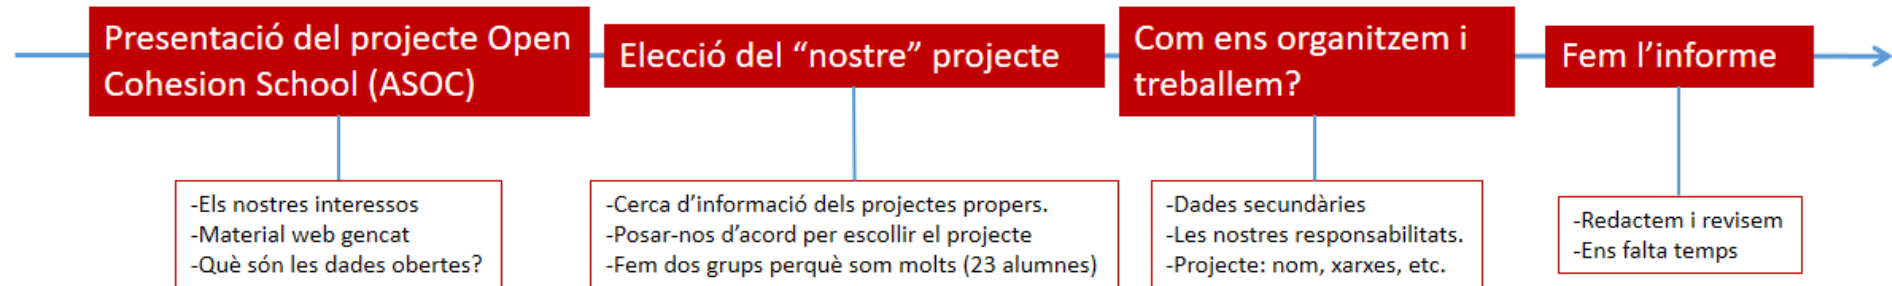 Presentació del projecte Open
Cohesion School (ASOC)
-Els nostres interessos
-Material web gencat
-Què són les dades obertes?
Elecció del “nostre” projecte
-Cerca d’informació dels projectes propers.
-Posar-nos d’acord per escollir el projecte
-Fem dos grups perquè som molts (23 alumnes)
Com ens organitzem i
treballem?
-Dades secundàries
-Les nostres responsabilitats.
-Projecte: nom, xarxes, etc.
Fem l’informe
-Redactem i revisem
-Ens falta temps